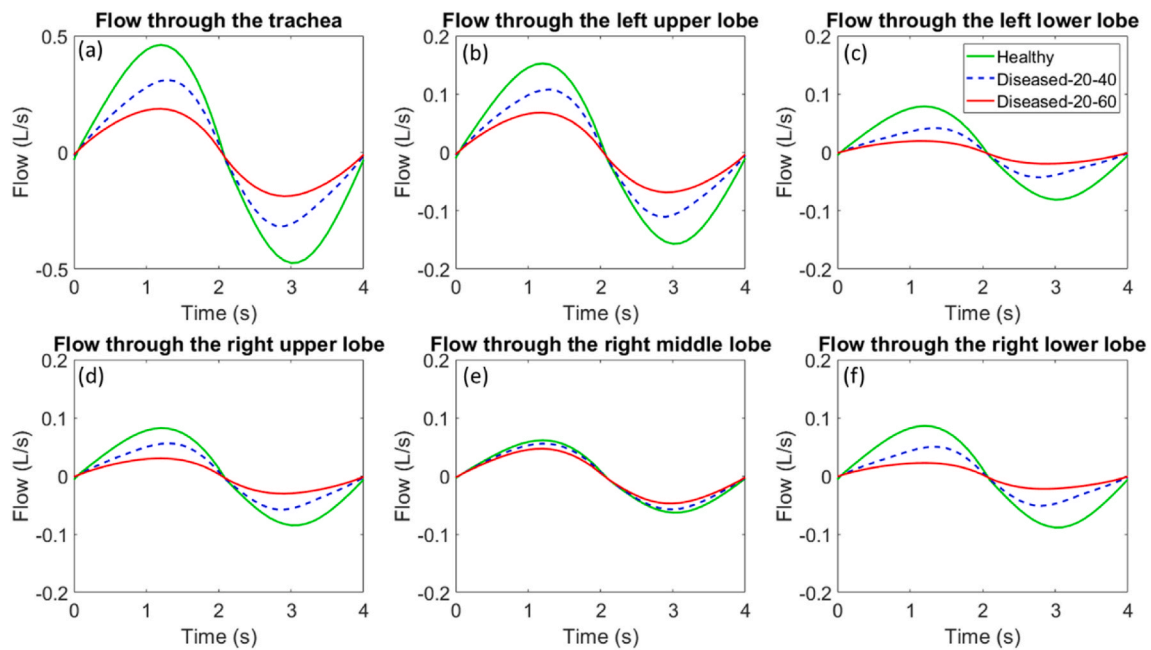 Flow through the trachea
(a)
0.5
0
-0.5
Flow (L/s)
0 1 2 3 4
Time (s)
Flow through the left upper lobe
(b)
0.2
0.1
0
-0.1
-0.2
Flow (L/s)
0 1 2 3 4
Time (s)
Flow through the left lower lobe
(c)
Healthy
Diseased-20-40
Diseased-20-60
0.2
0.1
0
-0.1
-0.2
Flow (L/s)
0 1 2 3 4
Time (s)
Flow through the right upper lobe
(d)
0.2
0.1
0
-0.1
-0.2
Flow (L/s)
0 1 2 3 4
Time (s)
Flow through the right middle lobe
(e)
0.2
0.1
0
-0.1
-0.2
Flow (L/s)
0 1 2 3 4
Time (s)
Flow through the right lower lobe
(f)
0.2
0.1
0
-0.1
-0.2
Flow (L/s)
0 1 2 3 4
Time (s)